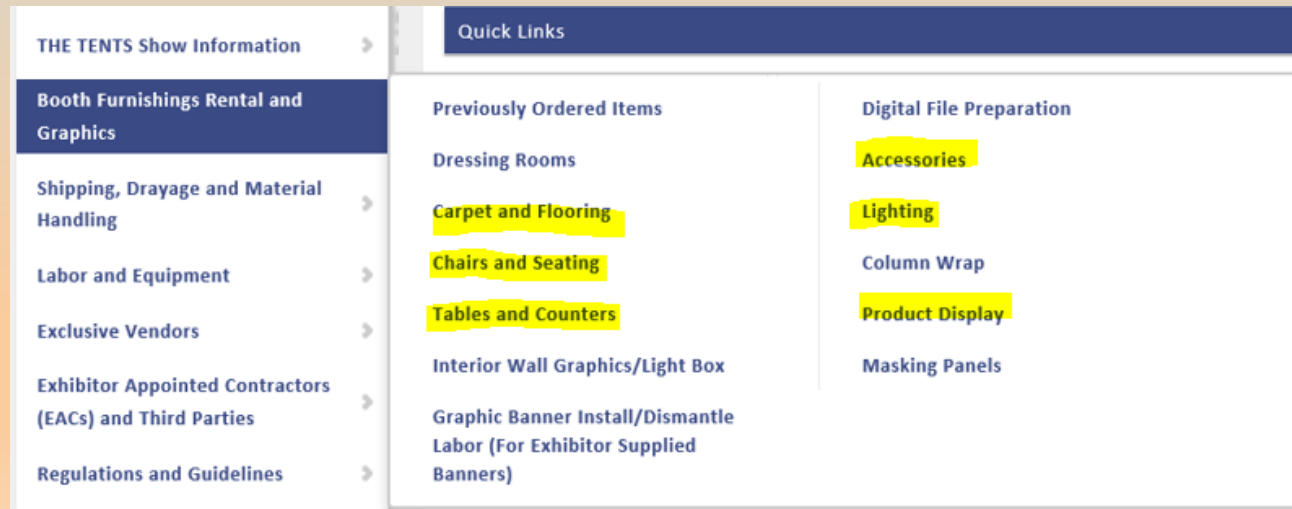 THE TENTS Show Information
Booth Furnishings Rental and
Graphics
Shipping, Drayage and Material
Handling
Labor and Equipment
Exclusive Vendors
Exhibitor Appointed Contractors
(EACs) and Third Parties
Regulations and Guidelines
Quick Links
Previously Ordered Items
Dressing Rooms
Carpet and Flooring
Chairs and Seating
Tables and Counters
Interior Wall Graphics/Light Box
Graphic Banner Install/Dismantle
Labor (For Exhibitor Supplied
Banners)
Digital File Preparation
Accessories
Lighting
Column Wrap
Product Display
Masking Panels